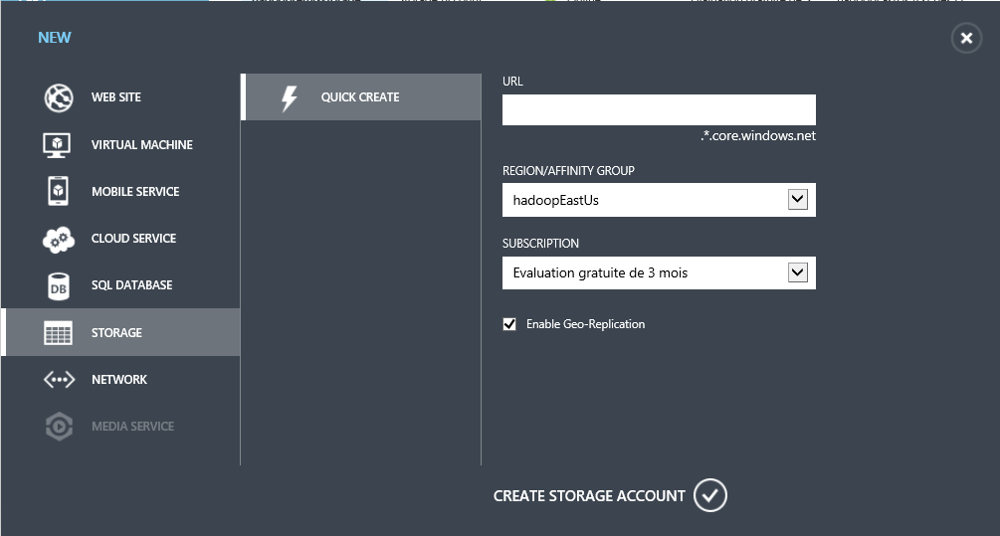 NEW
WEB SITE
VIRTUAL MACHINE
MOBILE SERVICE
CLOUD SERVICE
DB
SQL DATABASE
STORAGE
NETWORK
MEDIA SERVICE
QUICK CREATE
URL
.*.core.windows.net
REGION/AFFINITY GROUP
hadoopEastUs
SUBSCRIPTION
Evaluation gratuite de 3 mois
Enable Geo-Replication
CREATE STORAGE ACCOUNT